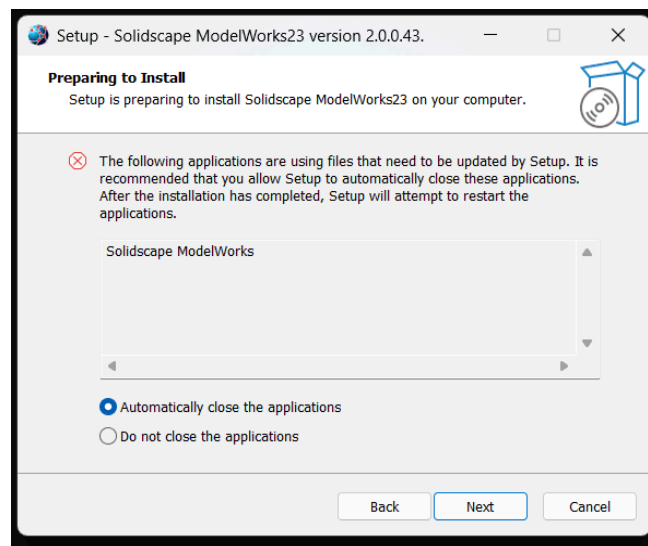 Setup - Solidscape ModelWorks23 version 2.0.0.43.
Preparing to Install
Setup is preparing to install Solidscape ModelWorks23 on your computer.
The following applications are using files that need to be updated by Setup. It is
recommended that you allow Setup to automatically close these applications.
After the installation has completed, Setup will attempt to restart the
applications.
Solidscape ModelWorks
Automatically close the applications
Do not close the applications
Back Next Cancel